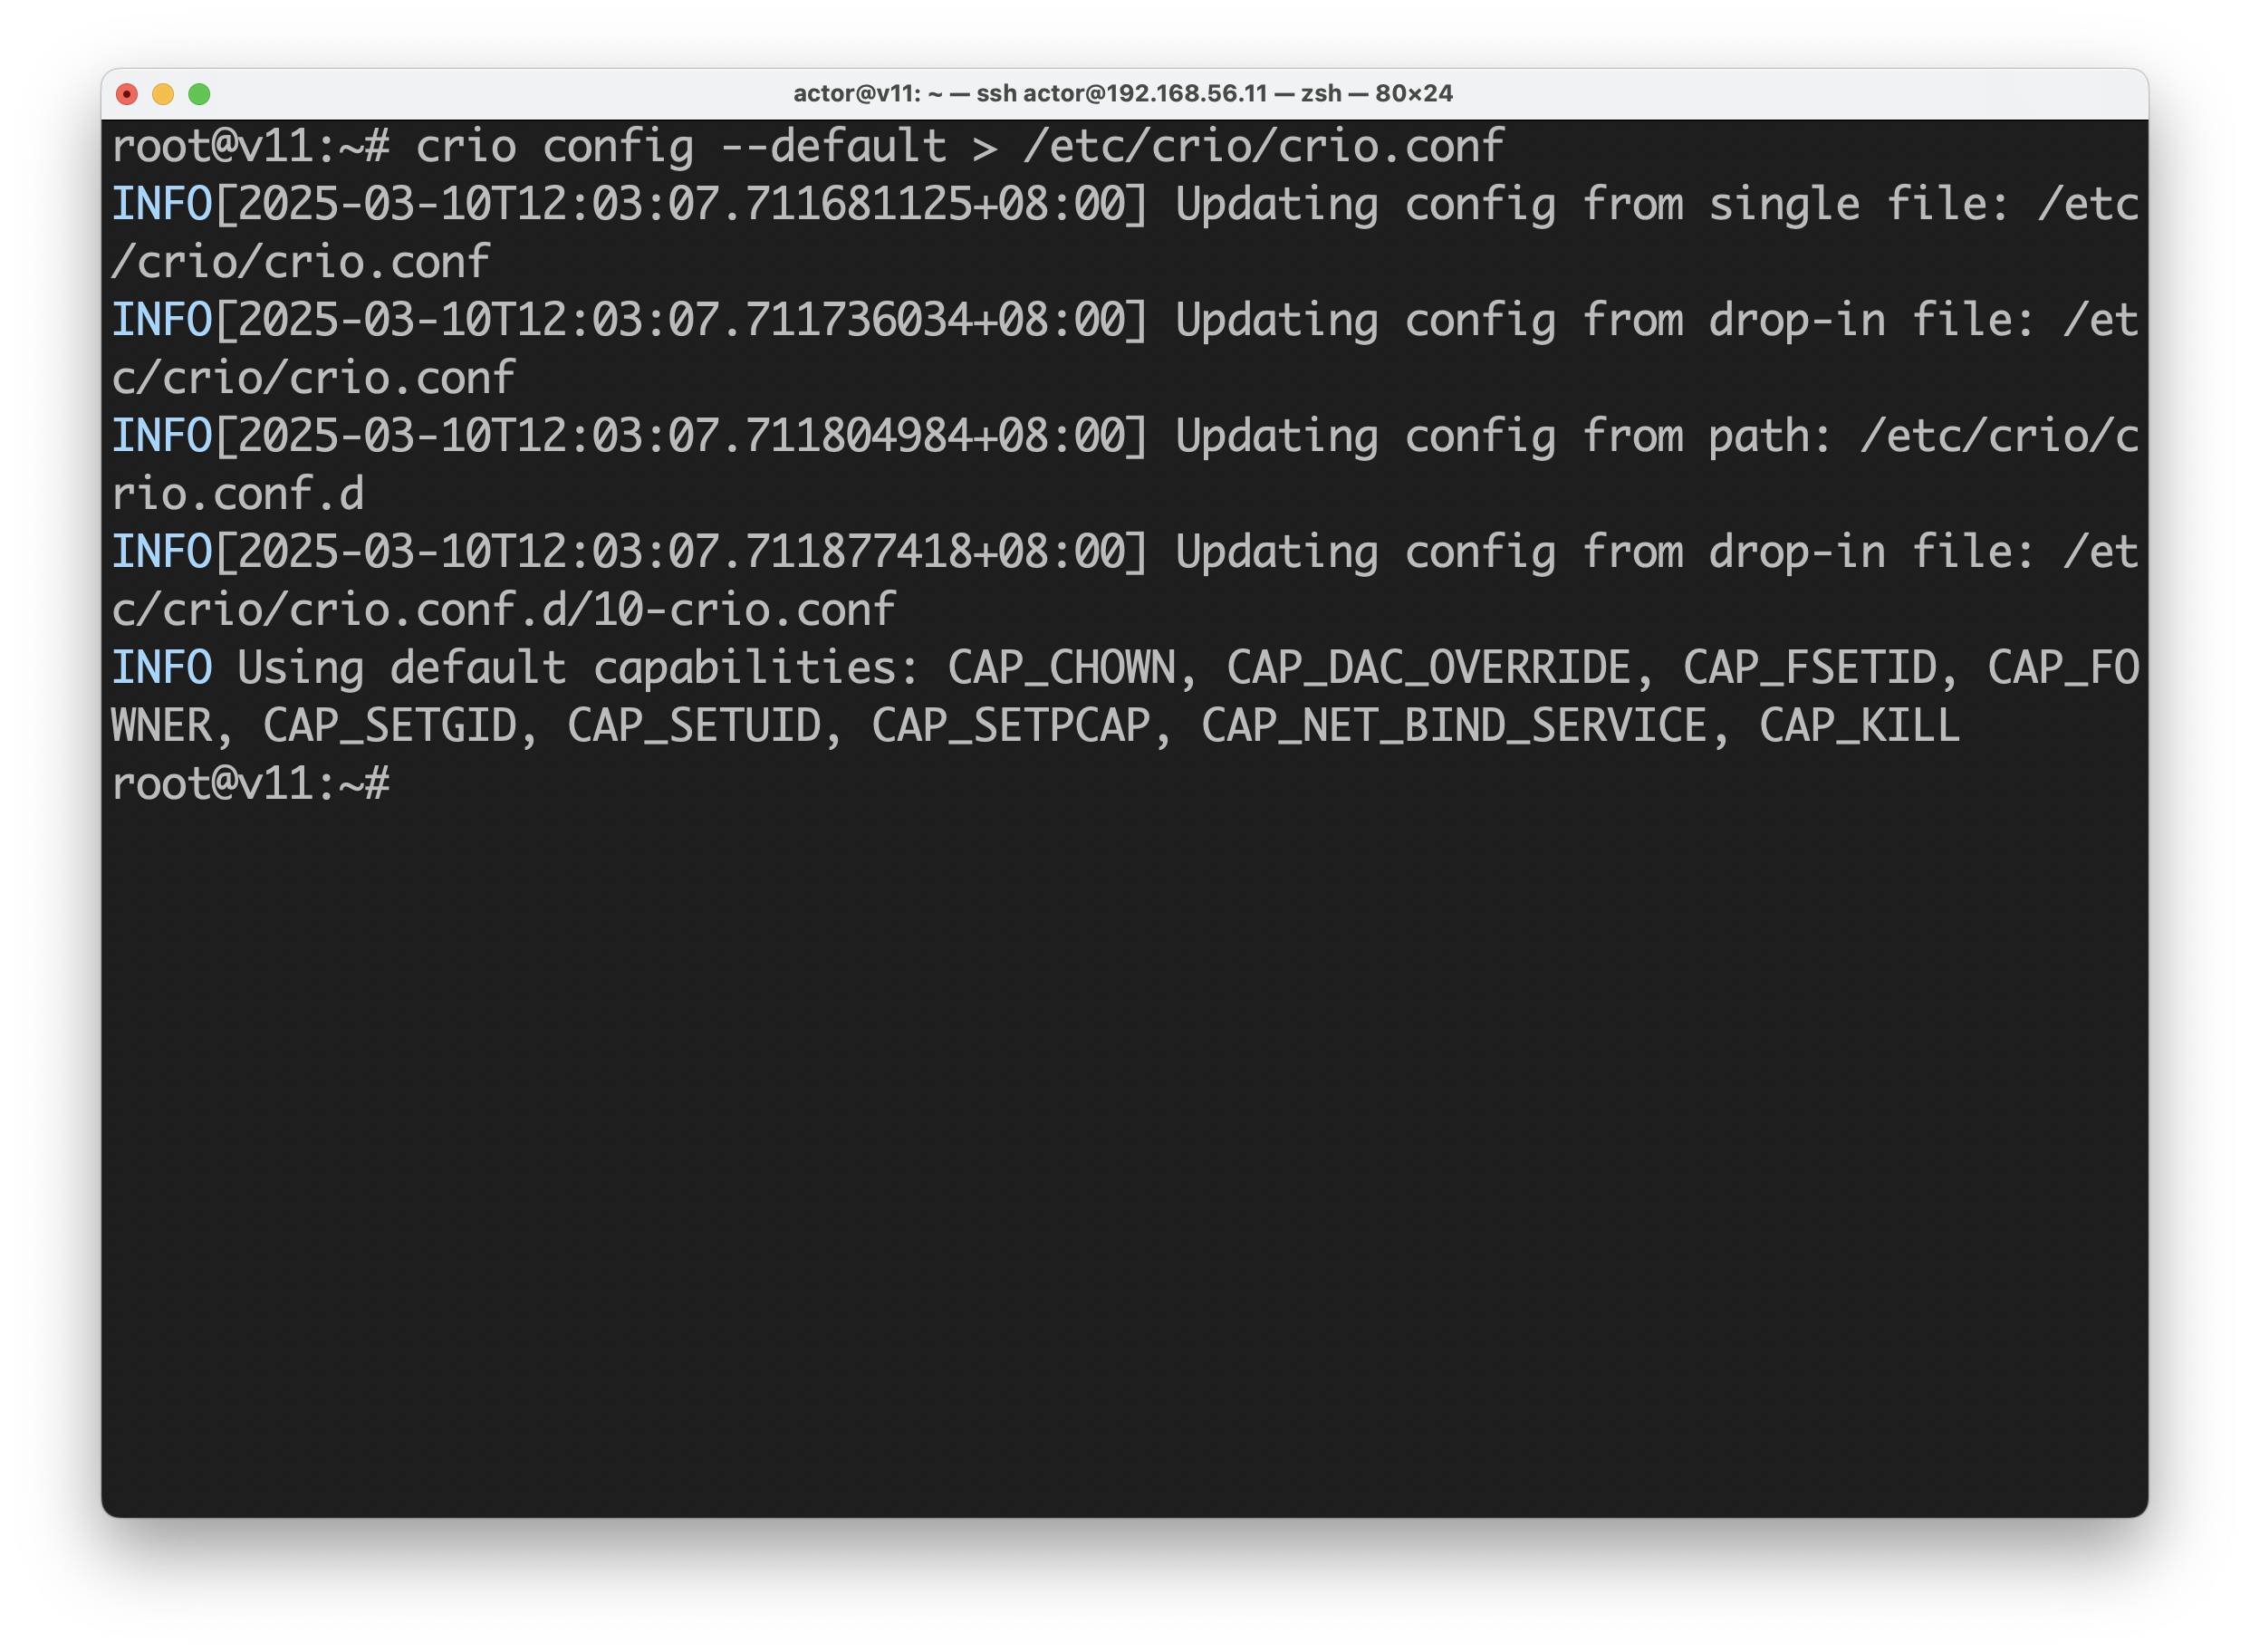 actor@v11: ~ — ssh actor@192.168.56.11 — zsh — 80×24
root@v11:~# crio config --default > /etc/crio/crio.conf
INFO[2025-03-10T12:03:07.711681125+08:00] Updating config from single file: /etc
/crio/crio.conf
INFO[2025-03-10T12:03:07.711736034+08:00] Updating config from drop-in file: /et
c/crio/crio.conf
INFO[2025-03-10T12:03:07.711804984+08:00] Updating config from path: /etc/crio/c
rio.conf.d
INFO[2025-03-10T12:03:07.711877418+08:00] Updating config from drop-in file: /et
c/crio/crio.conf.d/10-crio.conf
INFO Using default capabilities: CAP_CHOWN, CAP_DAC_OVERRIDE, CAP_FSETID, CAP_FO
WNER, CAP_SETGID, CAP_SETUID, CAP_SETPCAP, CAP_NET_BIND_SERVICE, CAP_KILL
root@v11:~#